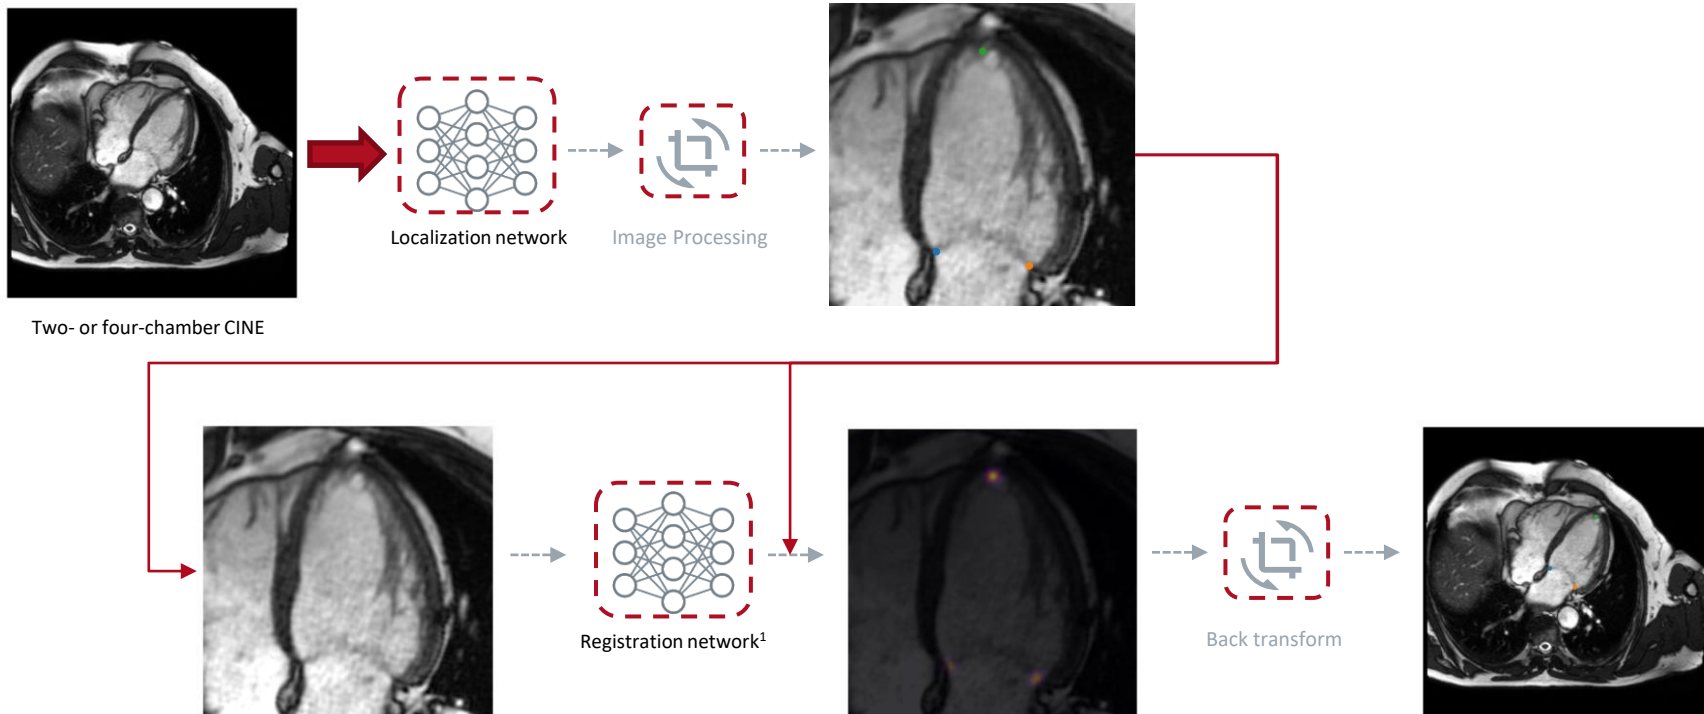 Localization network
Image Processing
Two- or four-chamber CINE
Registration network¹
Back transform